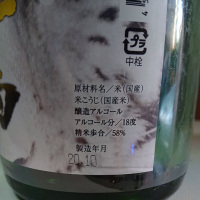 プラ
中栓
原材料名／米(国産)
米こうじ(国産米)
醸造アルコール
アルコール分／18度
精米歩合／58%
製造年月
20.10